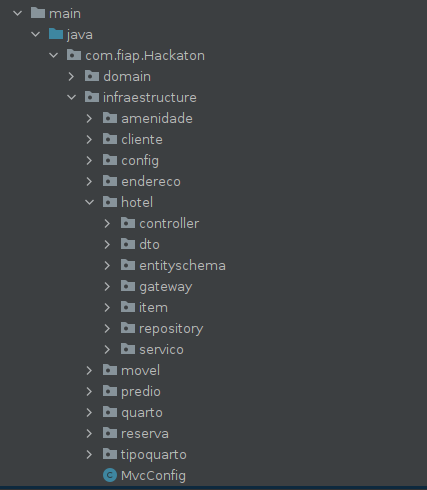 main
java
com.fiap.Hackaton
domain
infraestructure
amenidade
cliente
config
endereco
hotel
controller
dto
entityschema
gateway
item
repository
servico
movel
predio
quarto
reserva
tipoquarto
C MvcConfig